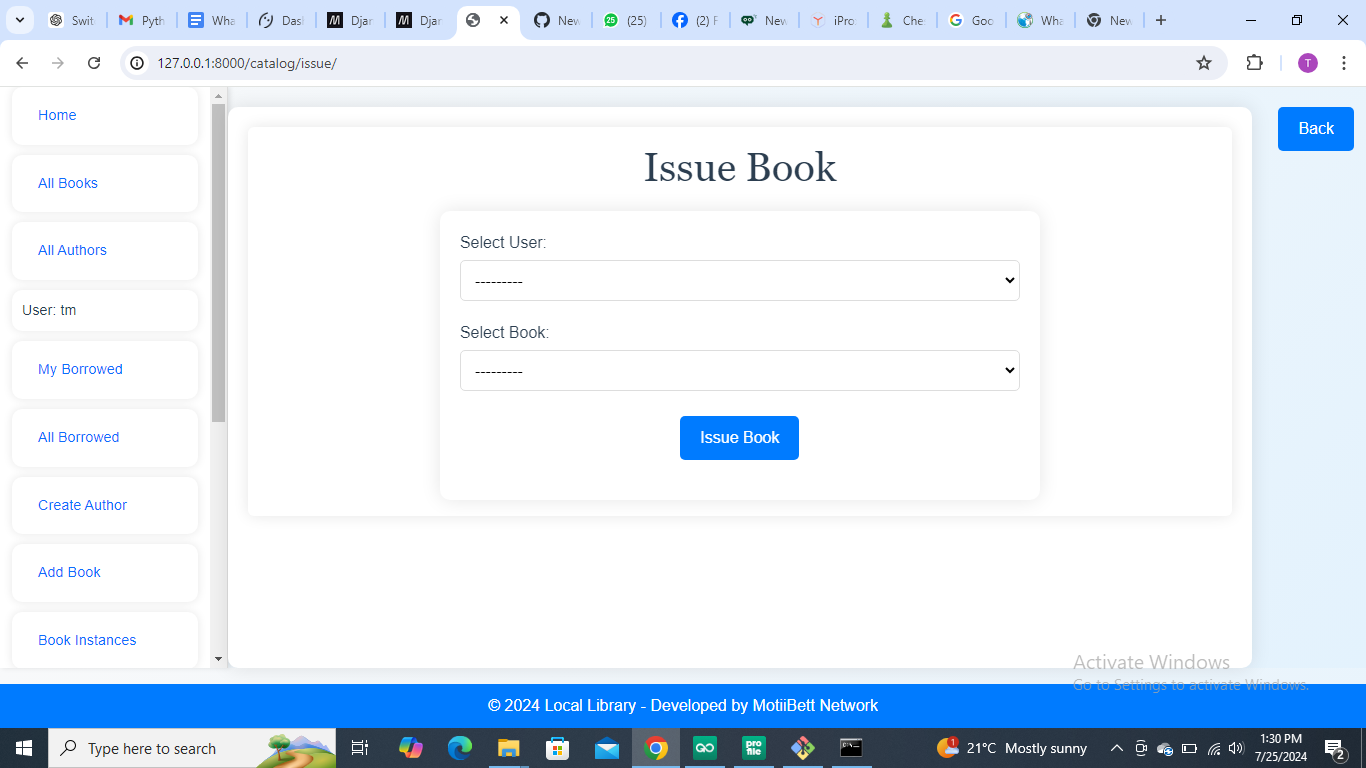 Swit
Pyth
Wha
Das
Djar
Djar
New
(25)
(2) F
New
iPro
Che
Goo
Wha
New
127.0.0.1:8000/catalog/issue/
T
Home
All Books
All Authors
User: tm
My Borrowed
All Borrowed
Create Author
Add Book
Book Instances
Back
Issue Book
Select User:
---------
Select Book:
---------
Issue Book
Activate Windows
Go to Settings to activate Windows.
© 2024 Local Library - Developed by MotiiBett Network
Type here to search
pro
file
1
21°C Mostly sunny
1:30 PM
7/25/2024
2